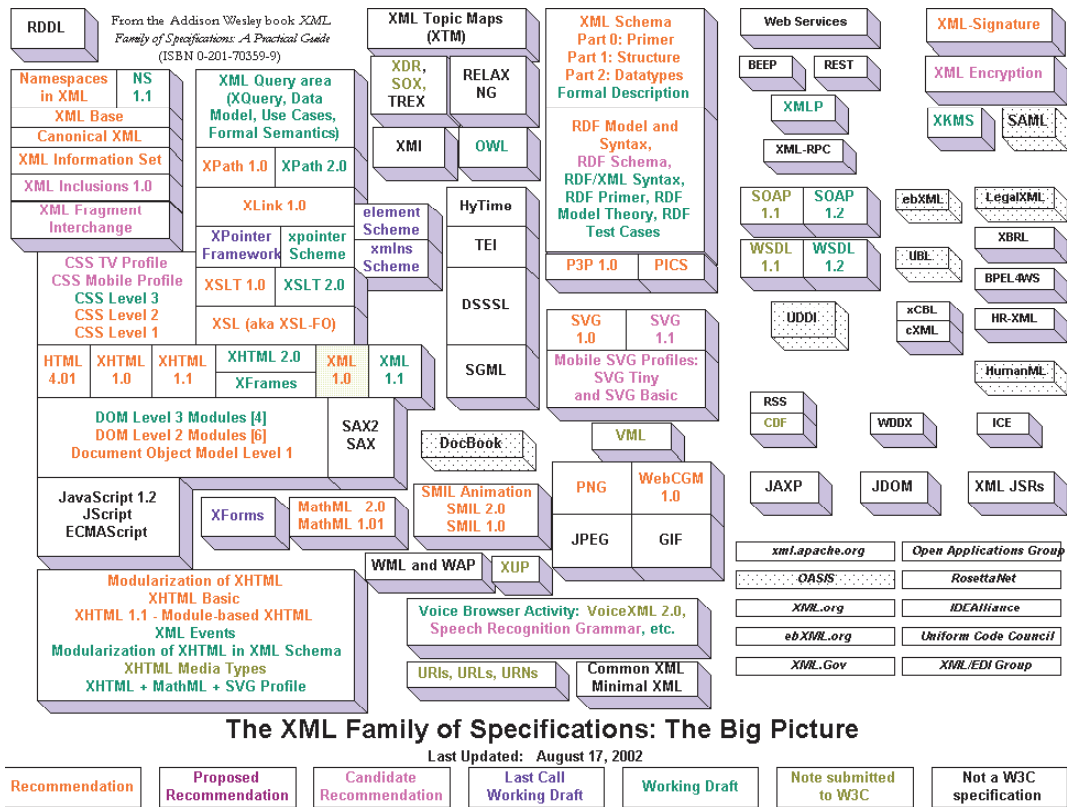 RDDL
From the Addison Wesley book XML
Family of Specifications: A Practical Guide
(ISBN 0-201-70359-9)
XML Topic Maps
(XTM)
XML Schema
Part 0: Primer
Part 1: Structure
Part 2: Datatypes
Formal Description
Web Services
XML-Signature
Namespaces
in XML
NS
1.1
XML Base
Canonical XML
XML Information Set
XML Inclusions 1.0
XML Fragment
Interchange
XML Query area
(XQuery, Data
Model, Use Cases,
Formal Semantics)
XPath 1.0
XPath 2.0
XLink 1.0
XPointer
Framework
xpointer
Scheme
element
Scheme
xmlns
Scheme
XSLT 1.0
XSLT 2.0
XSL (aka XSL-FO)
XDR,
SOX,
TREX
RELAX
NG
XMI
OWL
HyTime
TEI
DSSSL
SGML
RDF Model and
Syntax,
RDF Schema,
RDF/XML Syntax,
RDF Primer, RDF
Model Theory, RDF
Test Cases
P3P 1.0
PICS
BEEP
REST
XMLP
XML-RPC
XML Encryption
XKMS
SAML
SOAP
1.1
SOAP
1.2
WSDL
1.1
WSDL
1.2
ebXML
LegalXML
UBL
XBRL
BPEL4WS
UDDI
xCBL
cXML
HR-XML
HumanML
CSS TV Profile
CSS Mobile Profile
CSS Level 3
CSS Level 2
CSS Level 1
HTML
4.01
XHTML
1.0
XHTML
1.1
XHTML 2.0
XFrames
XML
1.0
XML
1.1
SVG
1.0
SVG
1.1
Mobile SVG Profiles:
SVG Tiny
and SVG Basic
DOM Level 3 Modules [4]
DOM Level 2 Modules [6]
Document Object Model Level 1
SAX2
SAX
DocBook
VML
RSS
CDF
WDDX
ICE
JavaScript 1.2
JScript
ECMAScript
XForms
MathML 2.0
MathML 1.01
SMIL Animation
SMIL 2.0
SMIL 1.0
PNG
WebCGM
1.0
JPEG
GIF
JAXP
JDOM
XML JSRs
WML and WAP
XUP
xml.apache.org
Open Applications Group
OASIS
RosettaNet
XML.org
IDEAlliance
ebXML.org
Uniform Code Council
XML.Gov
XML/EDI Group
Modularization of XHTML
XHTML Basic
XHTML 1.1 - Module-based XHTML
XML Events
Modularization of XHTML in XML Schema
XHTML Media Types
XHTML + MathML + SVG Profile
Voice Browser Activity: VoiceXML 2.0,
Speech Recognition Grammar, etc.
URIs, URLs, URNs
Common XML
Minimal XML
The XML Family of Specifications: The Big Picture
Last Updated: August 17, 2002
Recommendation
Proposed
Recommendation
Candidate
Recommendation
Last Call
Working Draft
Working Draft
Note submitted
to W3C
Not a W3C
specification